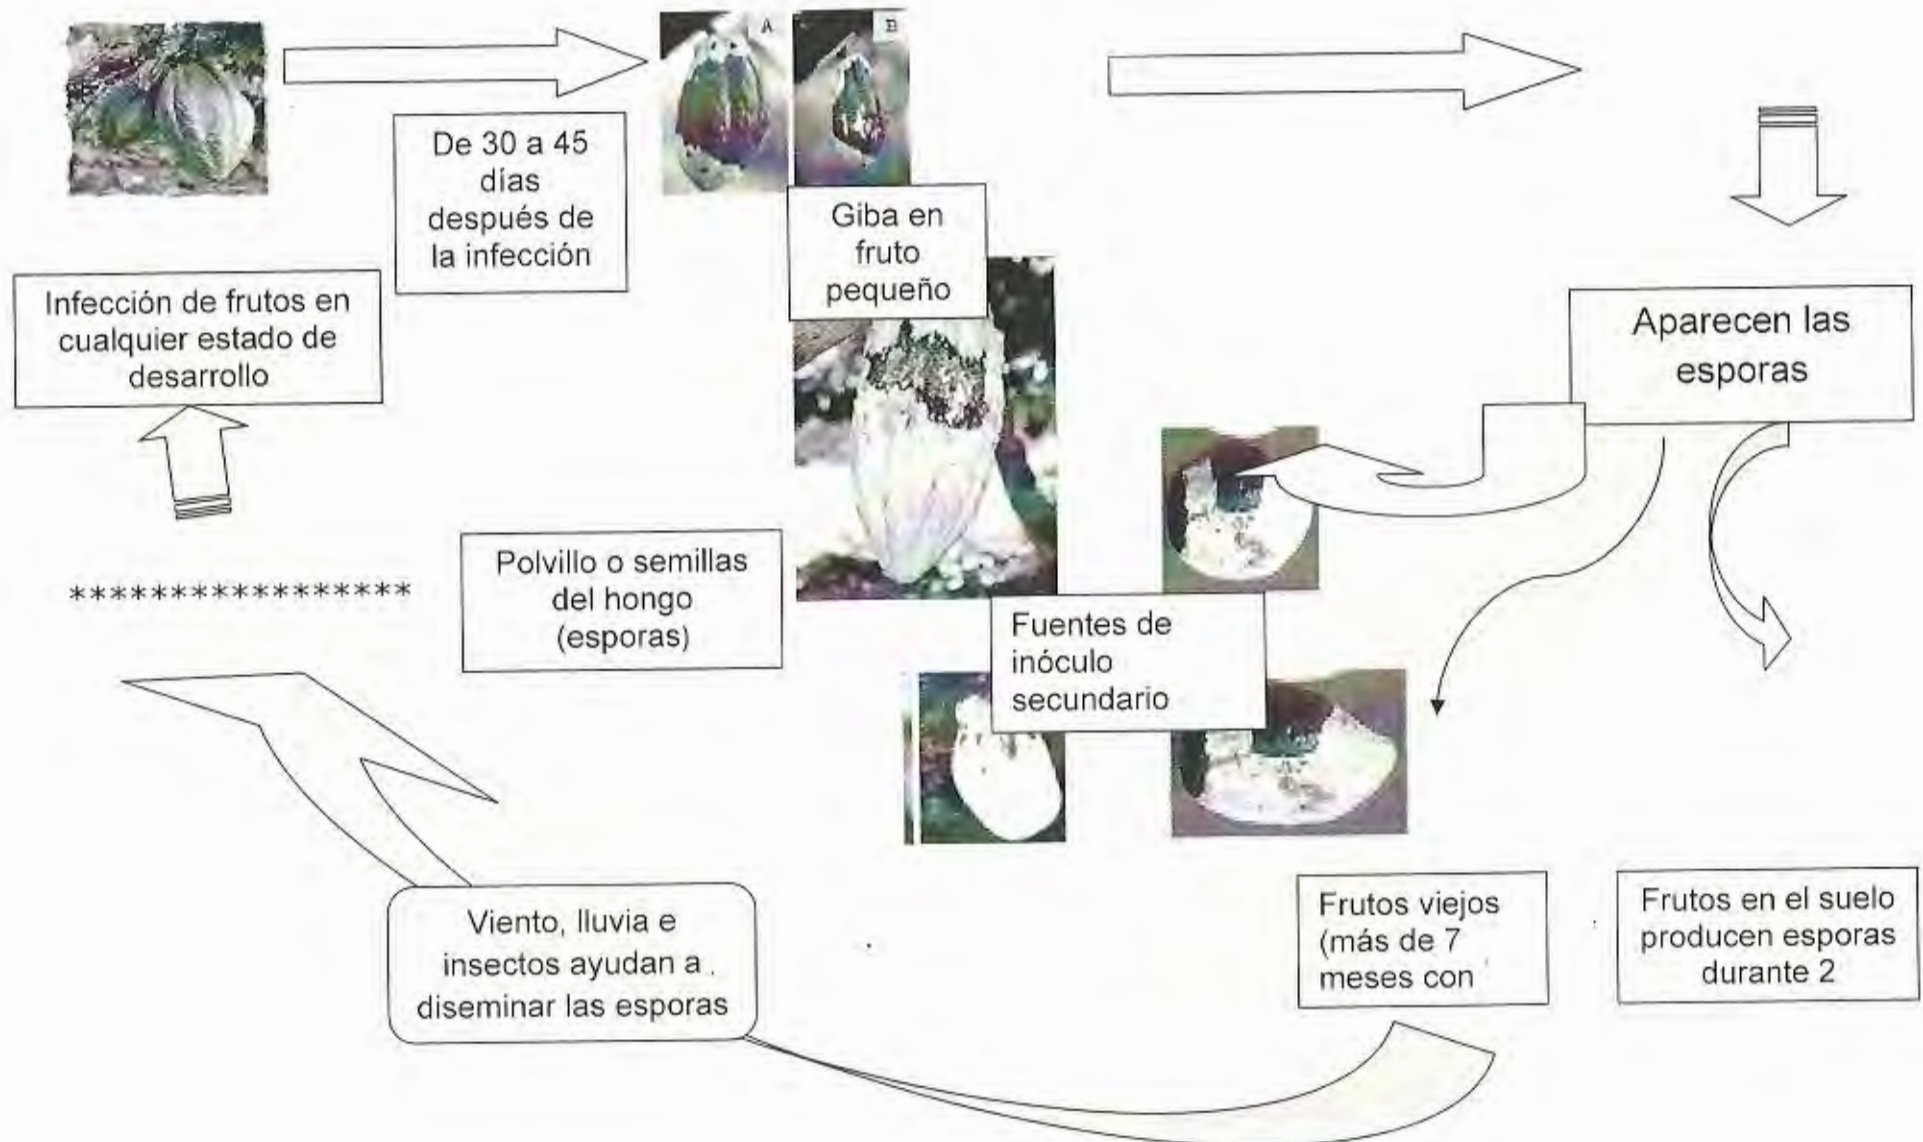 A
B
De 30 a 45
días
después de
la infección
Giba en
fruto
pequeño
Infección de frutos en
cualquier estado de
desarrollo
Aparecen las
esporas
*****************
Polvillo o semillas
del hongo
(esporas)
Fuentes de
inóculo
secundario
Viento, lluvia e
insectos ayudan a
diseminar las esporas
Frutos viejos
(más de 7
meses con
Frutos en el suelo
producen esporas
durante 2